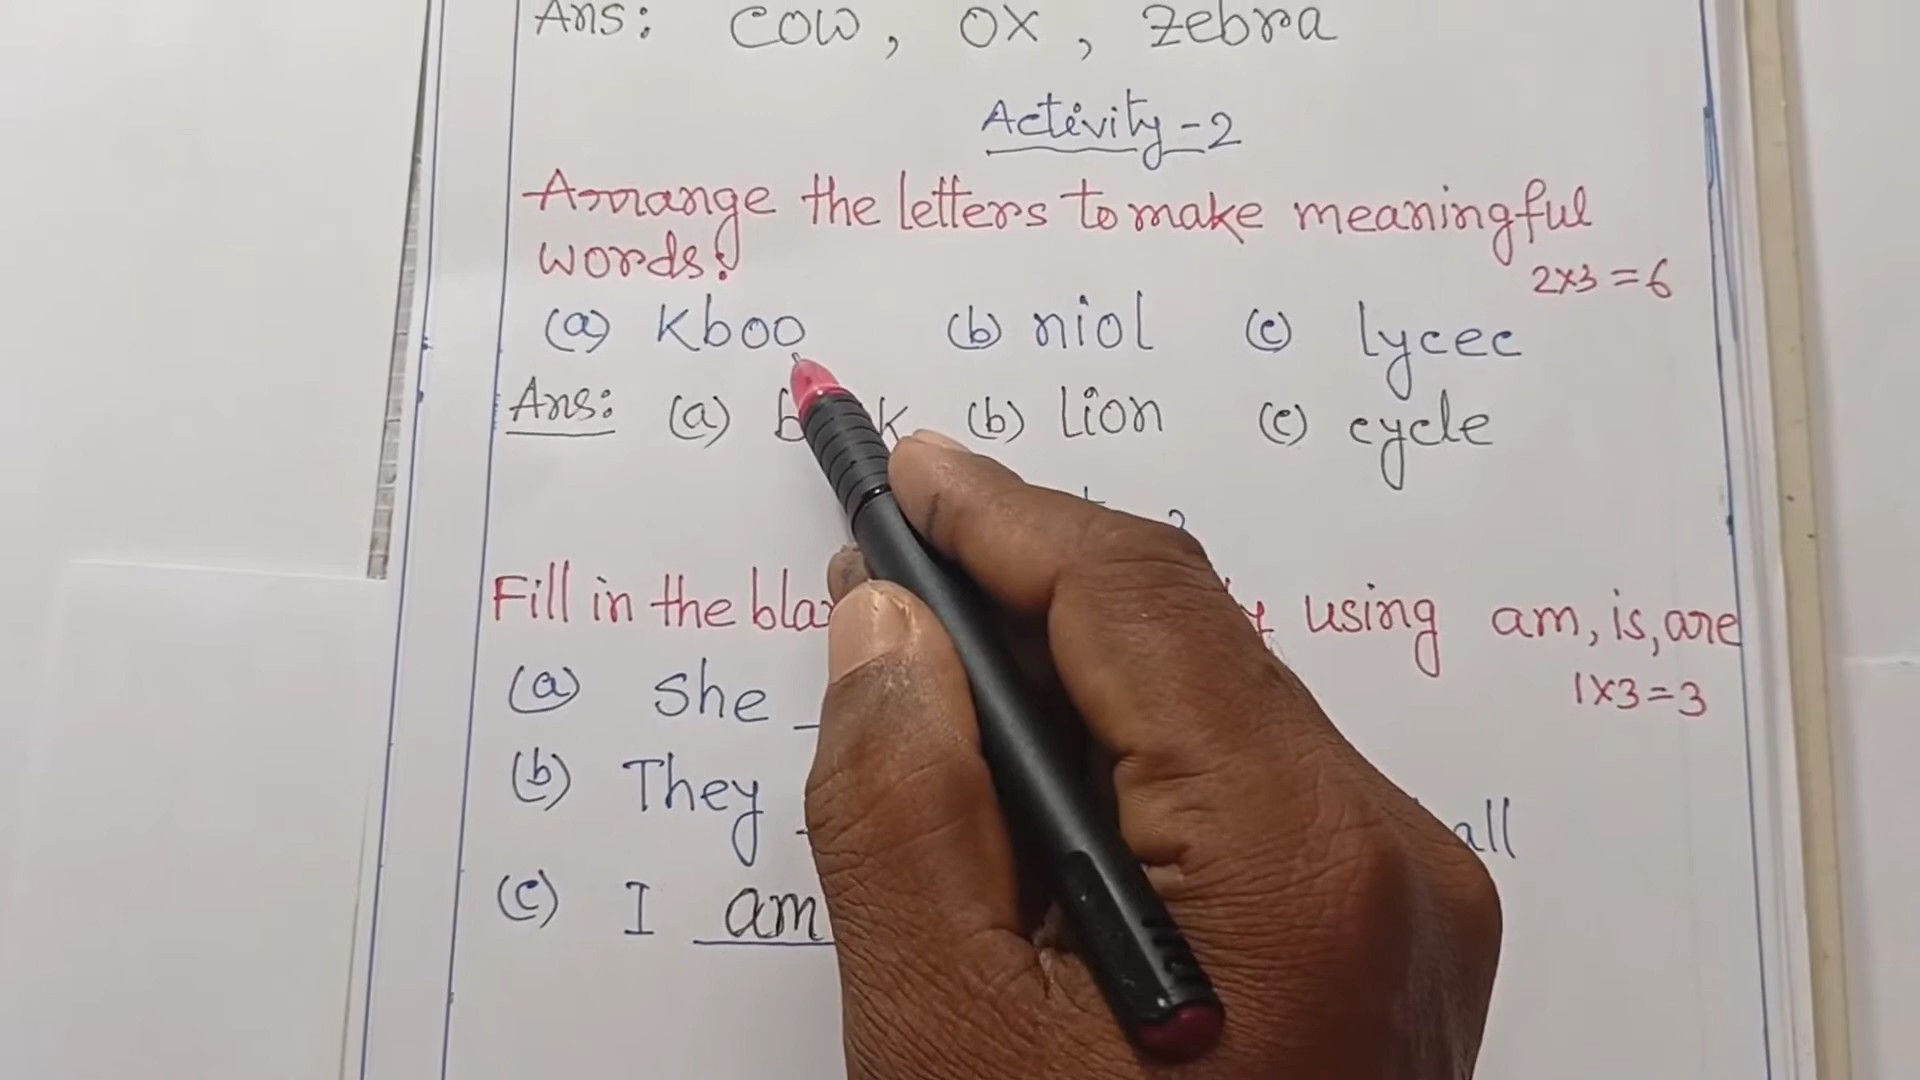 Ans: Cow, Ox, Zebra
Activity-2
Arrange the letters to make meaningful
words:
2x3=6
(a) kboo (b) niol (c) lycec
Ans: (a) (b) Lion (c) cycle
Fill in the using am, is, are
1x3=3
(a) She
(b) They
(c) I am